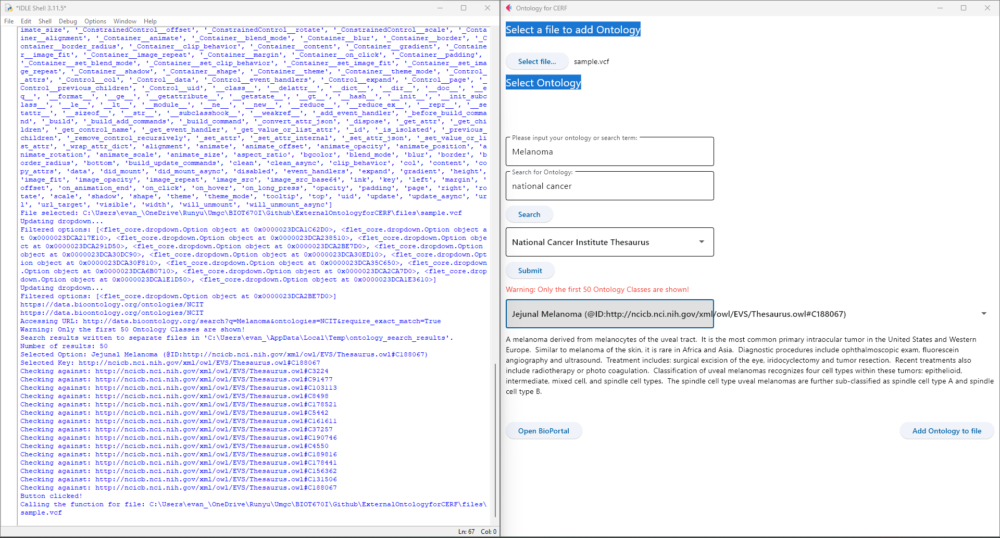 *IDLE Shell 3.11.5*
File Edit Shell Debug Options Window Help
imate_size', '_ConstrainedControl__offset', '_ConstrainedControl__rotate', '_ConstrainedControl__scale', '_Conta
iner__alignment', '_Container__animate', '_Container__blend_mode', '_Container__blur', '_Container__border', '_C
ontainer__border_radius', '_Container__clip_behavior', '_Container__content', '_Container__gradient', '_Containe
r__image_fit', '_Container__image_repeat', '_Container__margin', '_Container__on_click', '_Container__padding',
'_Container__set_blend_mode', '_Container__set_clip_behavior', '_Container__set_image_fit', '_Container__set_ima
ge_repeat', '_Container__shadow', '_Container__shape', '_Container__theme', '_Container__theme_mode', '_Control_
_attrs', '_Control__col', '_Control__data', '_Control__event_handlers', '_Control__expand', '_Control__page', '_
Control__previous_children', '_Control__uid', '__class__', '__delattr__', '__dict__', '__dir__', '__doc__', '__e
q__', '__format__', '__ge__', '__getattribute__', '__getstate__', '__gt__', '__hash__', '__init__', '__init_subc
lass__', '__le__', '__lt__', '__module__', '__ne__', '__new__', '__reduce__', '__reduce_ex__', '__repr__', '__se
tattr__', '__sizeof__', '__str__', '__subclasshook__', '__weakref__', '_add_event_handler', '_before_build_comma
nd', '_build', '_build_add_commands', '_build_command', '_convert_attr_json', '_dispose', '_get_attr', '_get_chi
ldren', '_get_control_name', '_get_event_handler', '_get_value_or_list_attr', '_id', '_is_isolated', '_previous_
children', '_remove_control_recursively', '_set_attr', '_set_attr_internal', '_set_attr_json', '_set_value_or_li
st_attr', '_wrap_attr_dict', 'alignment', 'animate', 'animate_offset', 'animate_opacity', 'animate_position', 'a
nimate_rotation', 'animate_scale', 'animate_size', 'aspect_ratio', 'bgcolor', 'blend_mode', 'blur', 'border', 'b
order_radius', 'bottom', 'build_update_commands', 'clean', 'clean_async', 'clip_behavior', 'col', 'content', 'co
py_attrs', 'data', 'did_mount', 'did_mount_async', 'disabled', 'event_handlers', 'expand', 'gradient', 'height',
'image_fit', 'image_opacity', 'image_repeat', 'image_src', 'image_src_base64', 'ink', 'key', 'left', 'margin', '
offset', 'on_animation_end', 'on_click', 'on_hover', 'on_long_press', 'opacity', 'padding', 'page', 'right', 'ro
tate', 'scale', 'shadow', 'shape', 'theme', 'theme_mode', 'tooltip', 'top', 'uid', 'update', 'update_async', 'ur
l', 'url_target', 'visible', 'width', 'will_unmount', 'will_unmount_async']
File selected: C:\Users\evan_\OneDrive\Runyu\Umgc\BIOT670I\Github\ExternalOntologyforCERF\files\sample.vcf
Updating dropdown...
Filtered options: [<flet_core.dropdown.Option object at 0x0000023DCA1C62D0>, <flet_core.dropdown.Option object a
t 0x0000023DCA217E10>, <flet_core.dropdown.Option object at 0x0000023DCA238510>, <flet_core.dropdown.Option obje
ct at 0x0000023DCA291D50>, <flet_core.dropdown.Option object at 0x0000023DCA2BE7D0>, <flet_core.dropdown.Option
object at 0x0000023DCA30DC90>, <flet_core.dropdown.Option object at 0x0000023DCA30ED10>, <flet_core.dropdown.Opt
ion object at 0x0000023DCA30F810>, <flet_core.dropdown.Option object at 0x0000023DCA35C650>, <flet_core.dropdown
.Option object at 0x0000023DCA6B0710>, <flet_core.dropdown.Option object at 0x0000023DCA2CA7D0>, <flet_core.drop
down.Option object at 0x0000023DCA1E1D50>, <flet_core.dropdown.Option object at 0x0000023DCA1E3610>]
Updating dropdown...
Filtered options: [<flet_core.dropdown.Option object at 0x0000023DCA2BE7D0>]
https://data.bioontology.org/ontologies/NCIT
https://data.bioontology.org/ontologies/NCIT
Accessing URL: http://data.bioontology.org/search?q=Melanoma&ontologies=NCIT&require_exact_match=True
Warning: Only the first 50 Ontology Classes are shown!
Search results written to separate files in 'C:\Users\evan_\AppData\Local\Temp\ontology_search_results'.
Number of results: 50
Selected Option: Jejunal Melanoma (@ID:http://ncicb.nci.nih.gov/xml/owl/EVS/Thesaurus.owl#C188067)
Selected Key: http://ncicb.nci.nih.gov/xml/owl/EVS/Thesaurus.owl#C188067
Checking against: http://ncicb.nci.nih.gov/xml/owl/EVS/Thesaurus.owl#C3224
Checking against: http://ncicb.nci.nih.gov/xml/owl/EVS/Thesaurus.owl#C91477
Checking against: http://ncicb.nci.nih.gov/xml/owl/EVS/Thesaurus.owl#C103113
Checking against: http://ncicb.nci.nih.gov/xml/owl/EVS/Thesaurus.owl#C8498
Checking against: http://ncicb.nci.nih.gov/xml/owl/EVS/Thesaurus.owl#C178521
Checking against: http://ncicb.nci.nih.gov/xml/owl/EVS/Thesaurus.owl#C5442
Checking against: http://ncicb.nci.nih.gov/xml/owl/EVS/Thesaurus.owl#C161611
Checking against: http://ncicb.nci.nih.gov/xml/owl/EVS/Thesaurus.owl#C37257
Checking against: http://ncicb.nci.nih.gov/xml/owl/EVS/Thesaurus.owl#C190746
Checking against: http://ncicb.nci.nih.gov/xml/owl/EVS/Thesaurus.owl#C4550
Checking against: http://ncicb.nci.nih.gov/xml/owl/EVS/Thesaurus.owl#C189816
Checking against: http://ncicb.nci.nih.gov/xml/owl/EVS/Thesaurus.owl#C178441
Checking against: http://ncicb.nci.nih.gov/xml/owl/EVS/Thesaurus.owl#C156362
Checking against: http://ncicb.nci.nih.gov/xml/owl/EVS/Thesaurus.owl#C131506
Checking against: http://ncicb.nci.nih.gov/xml/owl/EVS/Thesaurus.owl#C188067
Button clicked!
Calling the function for file: C:\Users\evan_\OneDrive\Runyu\Umgc\BIOT670I\Github\ExternalOntologyforCERF\files\
sample.vcf
Ln: 67 Col: 0
Ontology for CERF
Select a file to add Ontology
Select file... sample.vcf
Select Ontology
Please input your ontology or search term:
Melanoma
Search for Ontology:
national cancer
Search
National Cancer Institute Thesaurus
Submit
Warning: Only the first 50 Ontology Classes are shown!
Jejunal Melanoma (@ID:http://ncicb.nci.nih.gov/xml/owl/EVS/Thesaurus.owl#C188067)
A melanoma derived from melanocytes of the uveal tract. It is the most common primary intraocular tumor in the United States and Western
Europe. Similar to melanoma of the skin, it is rare in Africa and Asia. Diagnostic procedures include ophthalmoscopic exam, fluorescein
angiography and ultrasound. Treatment includes: surgical excision of the eye, iridocyclectomy and tumor resection. Recent treatments also
include radiotherapy or photo coagulation. Classification of uveal melanomas recognizes four cell types within these tumors: epithelioid,
intermediate, mixed cell, and spindle cell types. The spindle cell type uveal melanomas are further sub-classified as spindle cell type A and spindle
cell type B.
Open BioPortal
Add Ontology to file